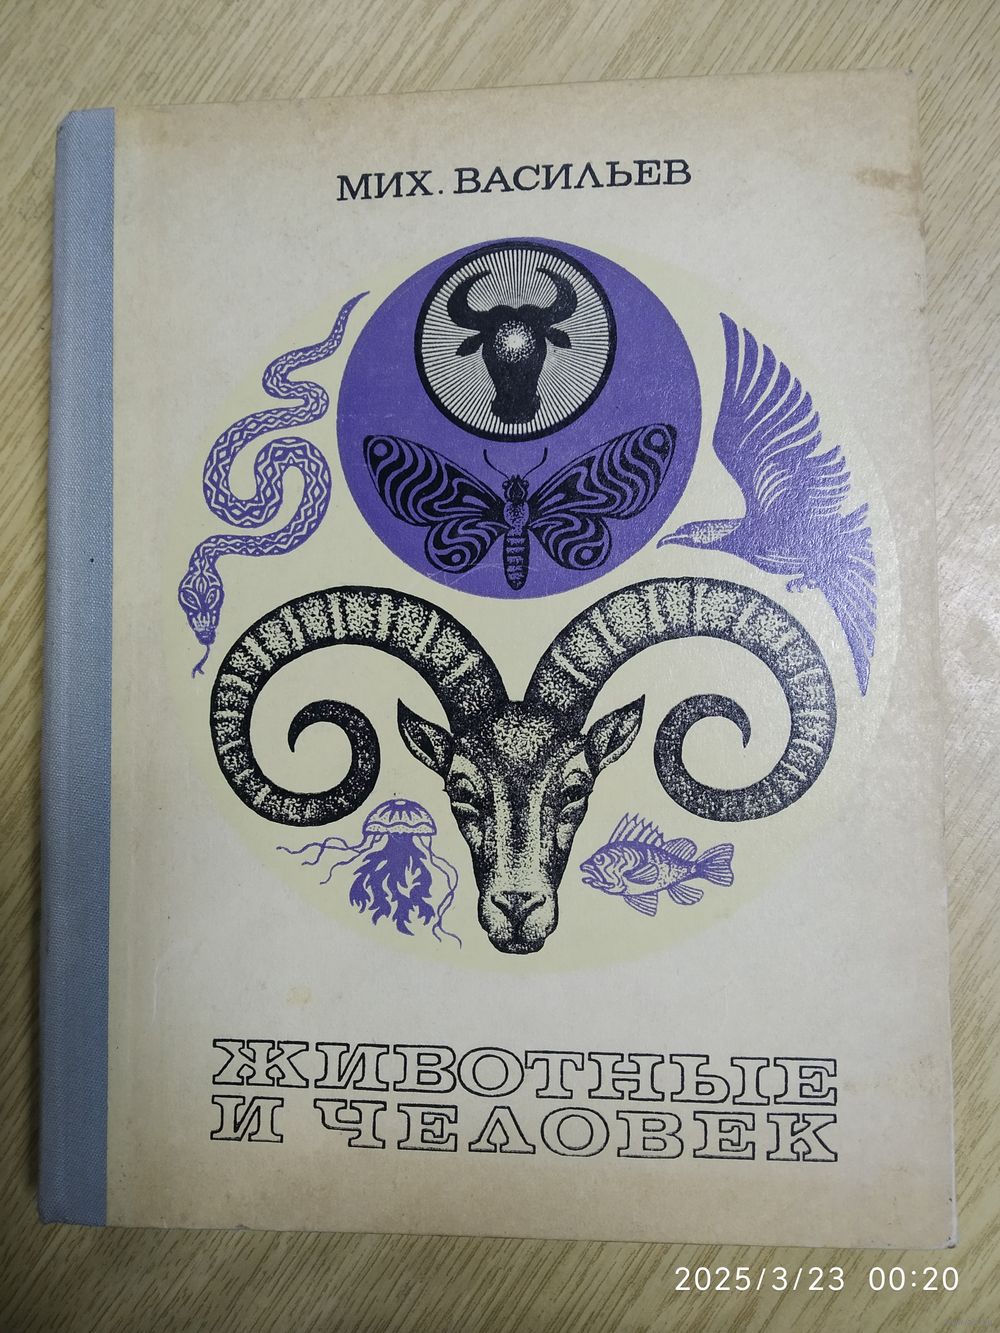 МИХ. ВАСИЛЬЕВ
ЖИВОТНЫЕ
И ЧЕЛОВЕК
2025/3/23 00:20